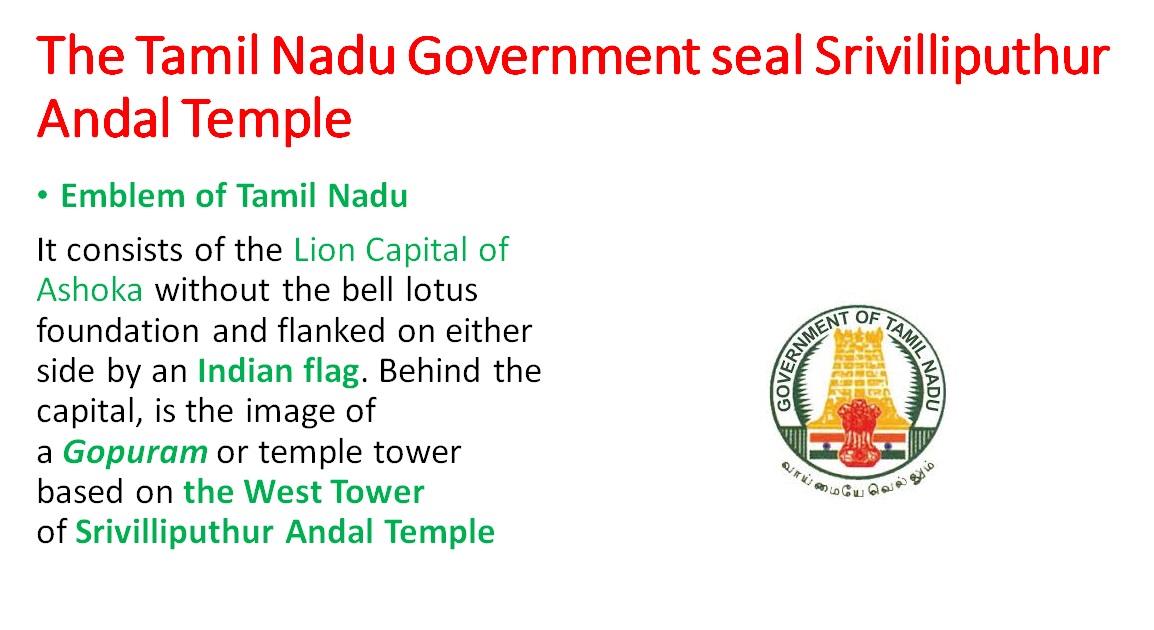 The Tamil Nadu Government seal Srivilliputhur
Andal Temple
• Emblem of Tamil Nadu
It consists of the Lion Capital of
Ashoka without the bell lotus
foundation and flanked on either
side by an Indian flag. Behind the
capital, is the image of
a Gopuram or temple tower
based on the West Tower
of Srivilliputhur Andal Temple
GOVERNMENT OF TAMIL NADU
வாய்மையே வெல்லும்